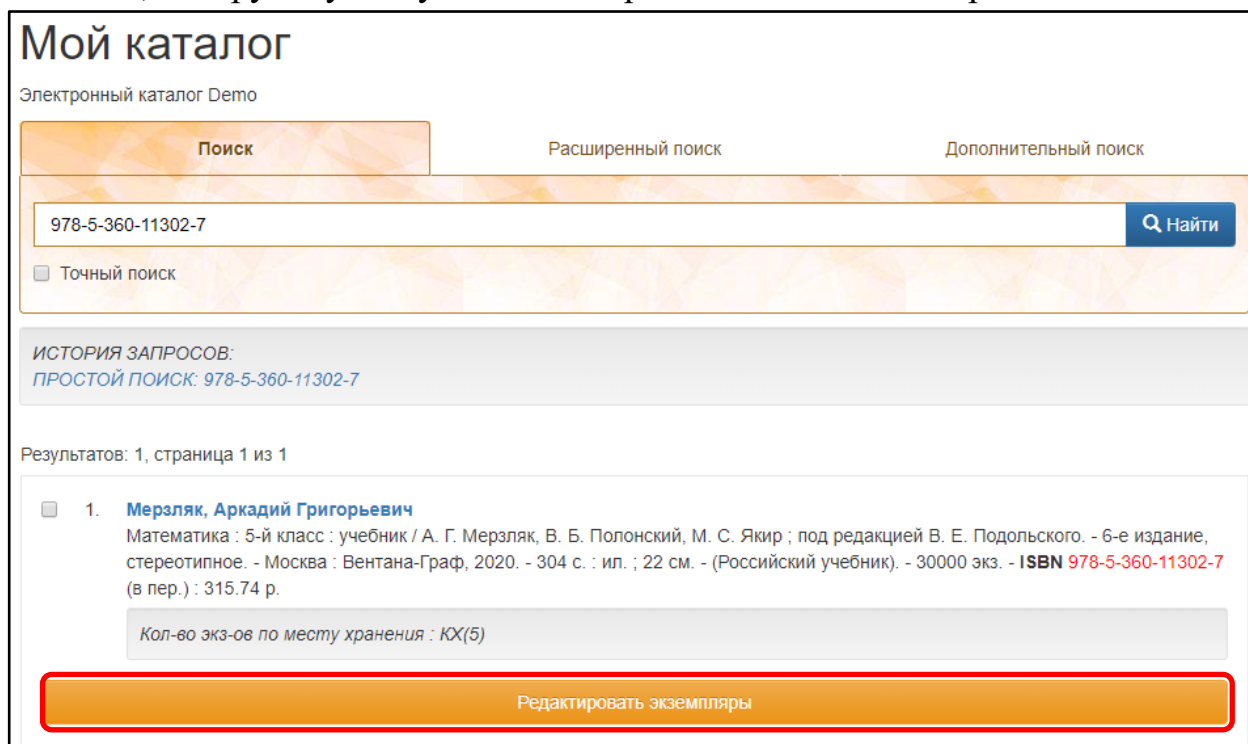 Мой каталог
Электронный каталог Demo
Поиск
Расширенный поиск
Дополнительный поиск
978-5-360-11302-7
Найти
Точный поиск
ИСТОРИЯ ЗАПРОСОВ:
ПРОСТОЙ ПОИСК: 978-5-360-11302-7
Результатов: 1, страница 1 из 1
1. Мерзляк, Аркадий Григорьевич
Математика : 5-й класс : учебник / А. Г. Мерзляк, В. Б. Полонский, М. С. Якир ; под редакцией В. Е. Подольского. - 6-е издание,
стереотипное. - Москва : Вентана-Граф, 2020. - 304 с. : ил. ; 22 см. - (Российский учебник). - 30000 экз. - ISBN 978-5-360-11302-7
(в пер.) : 315.74 р.
Кол-во экз-ов по месту хранения : КХ(5)
Редактировать экземпляры